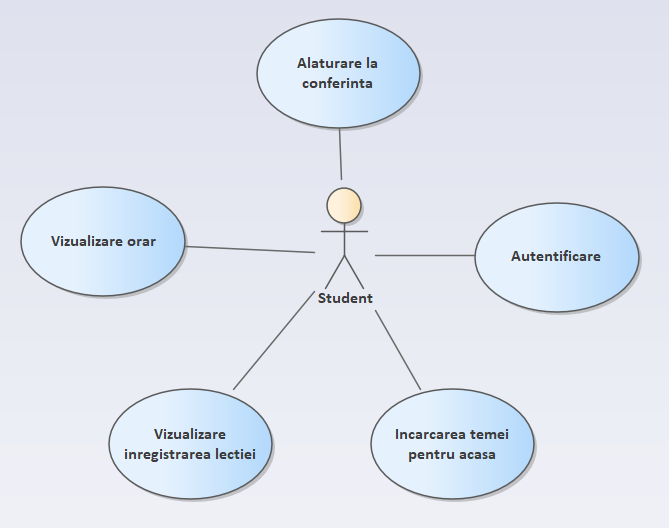 Alaturare la
conferinta
Vizualizare orar
Autentificare
Student
Vizualizare
inregistrarea lectiei
Incarcarea temei
pentru acasa